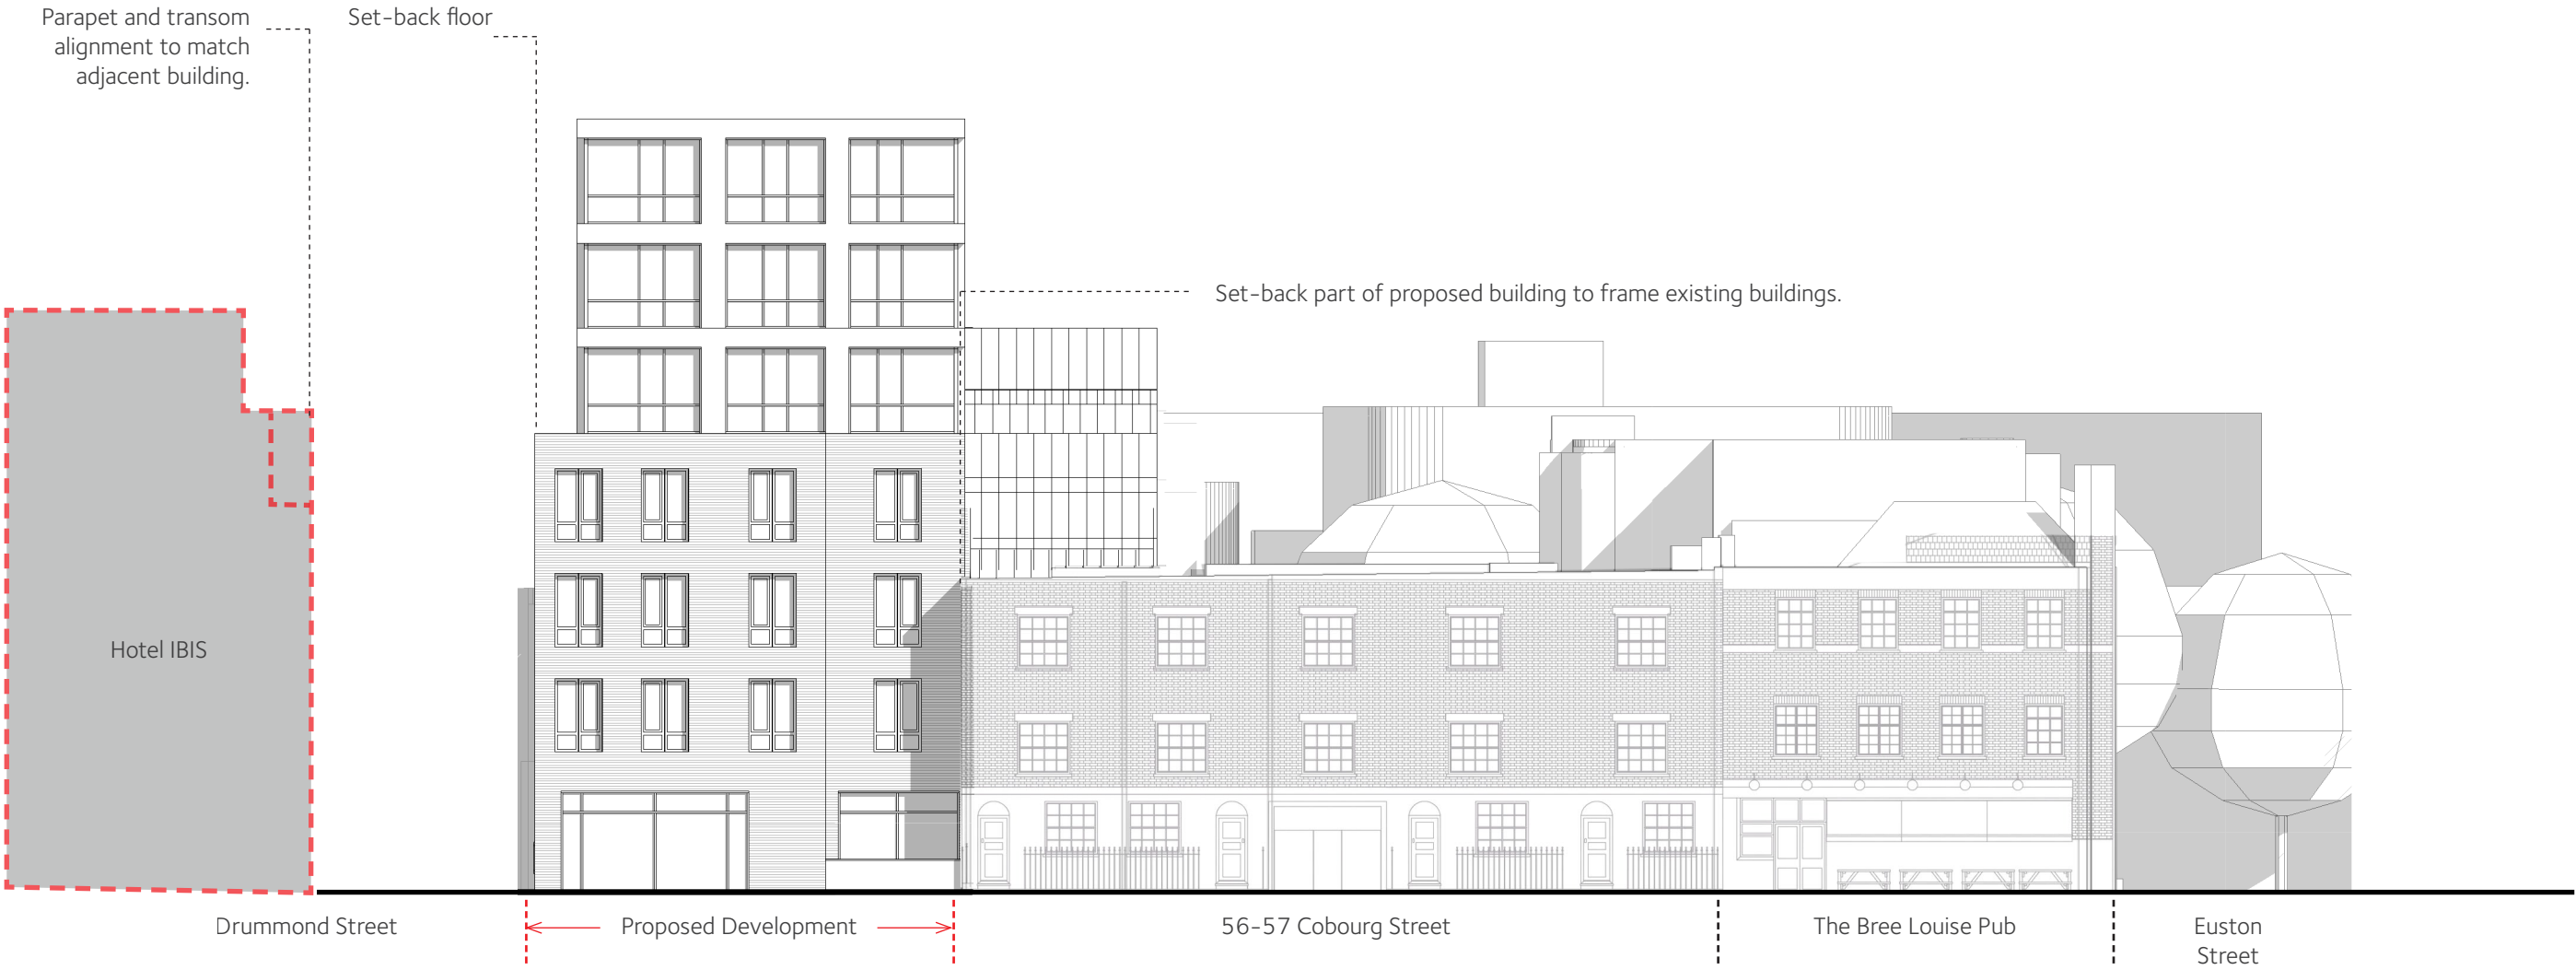 Parapet and transom
alignment to match
adjacent building.
Set-back floor
Set-back part of proposed building to frame existing buildings.
Hotel IBIS
Drummond Street
Proposed Development
56-57 Cobourg Street
The Bree Louise Pub
Euston
Street